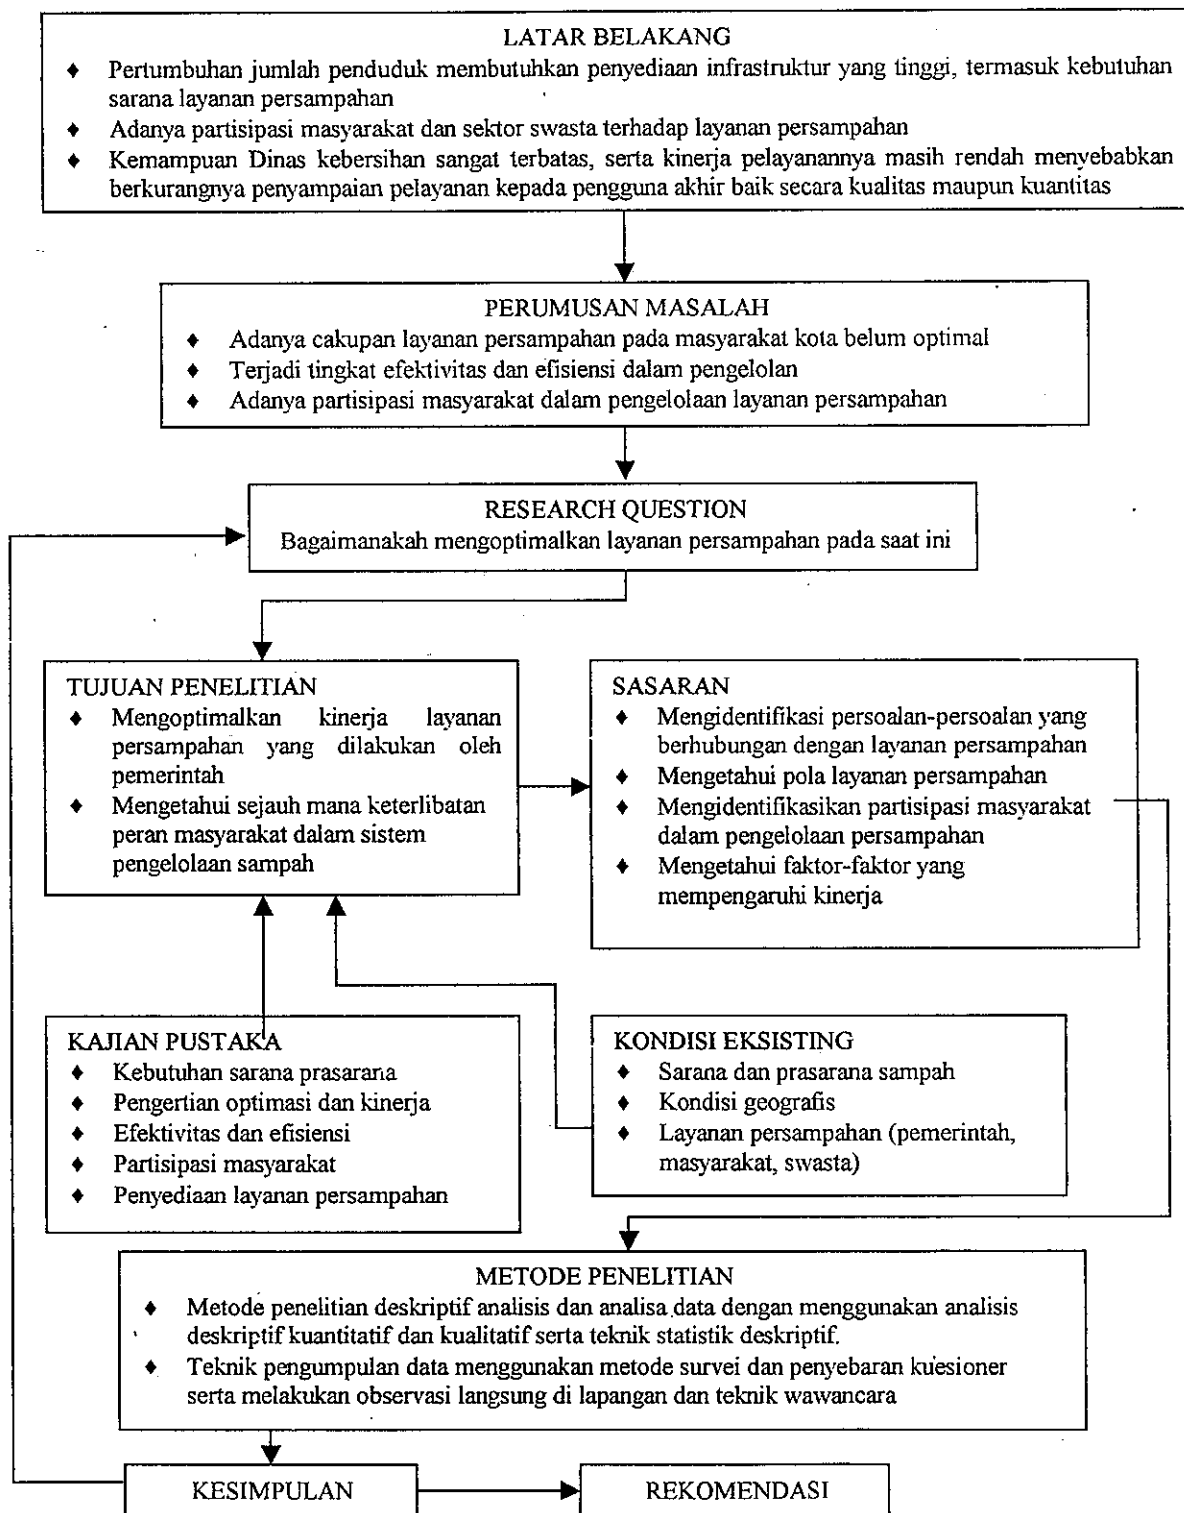 LATAR BELAKANG
♦ Pertumbuhan jumlah penduduk membutuhkan penyediaan infrastruktur yang tinggi, termasuk kebutuhan
sarana layanan persampahan
♦ Adanya partisipasi masyarakat dan sektor swasta terhadap layanan persampahan
♦ Kemampuan Dinas kebersihan sangat terbatas, serta kinerja pelayanannya masih rendah menyebabkan
berkurangnya penyampaian pelayanan kepada pengguna akhir baik secara kualitas maupun kuantitas
PERUMUSAN MASALAH
♦ Adanya cakupan layanan persampahan pada masyarakat kota belum optimal
♦ Terjadi tingkat efektivitas dan efisiensi dalam pengelolan
♦ Adanya partisipasi masyarakat dalam pengelolaan layanan persampahan
RESEARCH QUESTION
Bagaimanakah mengoptimalkan layanan persampahan pada saat ini
TUJUAN PENELITIAN
♦ Mengoptimalkan kinerja layanan
persampahan yang dilakukan oleh
pemerintah
♦ Mengetahui sejauh mana keterlibatan
peran masyarakat dalam sistem
pengelolaan sampah
SASARAN
♦ Mengidentifikasi persoalan-persoalan yang
berhubungan dengan layanan persampahan
♦ Mengetahui pola layanan persampahan
♦ Mengidentifikasikan partisipasi masyarakat
dalam pengelolaan persampahan
♦ Mengetahui faktor-faktor yang
mempengaruhi kinerja
KAJIAN PUSTAKA
♦ Kebutuhan sarana prasarana
♦ Pengertian optimasi dan kinerja
♦ Efektivitas dan efisiensi
♦ Partisipasi masyarakat
♦ Penyediaan layanan persampahan
KONDISI EKSISTING
♦ Sarana dan prasarana sampah
♦ Kondisi geografis
♦ Layanan persampahan (pemerintah,
masyarakat, swasta)
METODE PENELITIAN
♦ Metode penelitian deskriptif analisis dan analisa data dengan menggunakan analisis
deskriptif kuantitatif dan kualitatif serta teknik statistik deskriptif.
♦ Teknik pengumpulan data menggunakan metode survei dan penyebaran kuesioner
serta melakukan observasi langsung di lapangan dan teknik wawancara
KESIMPULAN
REKOMENDASI